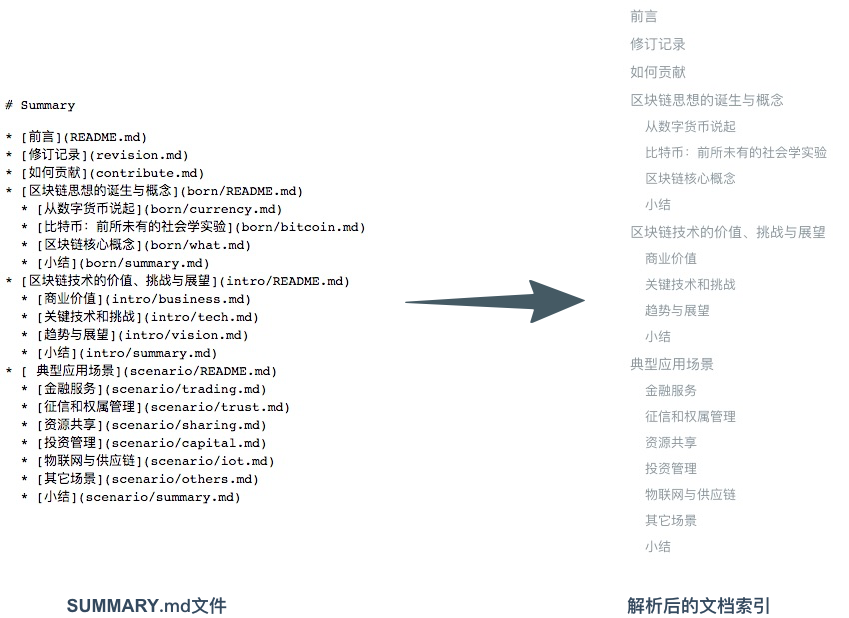 # Summary
* [前言](README.md)
* [修订记录](revision.md)
* [如何贡献](contribute.md)
* [区块链思想的诞生与概念](born/README.md)
* [从数字货币说起](born/currency.md)
* [比特币：前所未有的社会学实验](born/bitcoin.md)
* [区块链核心概念](born/what.md)
* [小结](born/summary.md)
* [区块链技术的价值、挑战与展望](intro/README.md)
* [商业价值](intro/business.md)
* [关键技术和挑战](intro/tech.md)
* [趋势与展望](intro/vision.md)
* [小结](intro/summary.md)
* [ 典型应用场景](scenario/README.md)
* [金融服务](scenario/trading.md)
* [征信和权属管理](scenario/trust.md)
* [资源共享](scenario/sharing.md)
* [投资管理](scenario/capital.md)
* [物联网与供应链](scenario/iot.md)
* [其它场景](scenario/others.md)
* [小结](scenario/summary.md)
SUMMARY.md文件
前言
修订记录
如何贡献
区块链思想的诞生与概念
从数字货币说起
比特币：前所未有的社会学实验
区块链核心概念
小结
区块链技术的价值、挑战与展望
商业价值
关键技术和挑战
趋势与展望
小结
典型应用场景
金融服务
征信和权属管理
资源共享
投资管理
物联网与供应链
其它场景
小结
解析后的文档索引